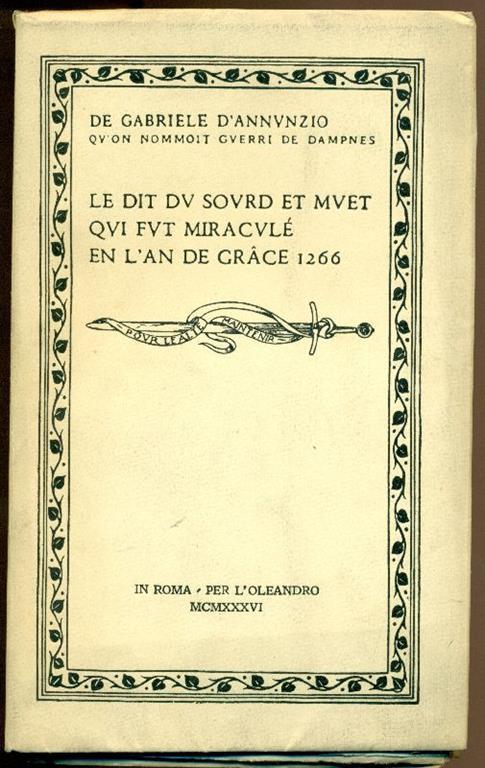 DE GABRIELE D'ANNVNZIO
QV'ON NOMMOIT GVERRI DE DAMPNES
LE DIT DV SOVRD ET MVET
QVI FVT MIRACVLÉ
EN L'AN DE GRÂCE 1266
POVR LEALTÉ MAINTENIR
IN ROMA · PER L'OLEANDRO
MCMXXXVI